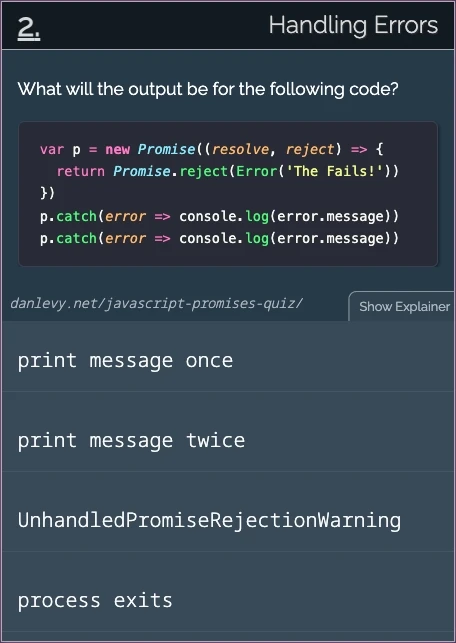 2.
Handling Errors
What will the output be for the following code?
var p = new Promise((resolve, reject) => {
  return Promise.reject(Error('The Fails!'))
})
p.catch(error => console.log(error.message))
p.catch(error => console.log(error.message))
danlevy.net/javascript-promises-quiz/
Show Explainer
print message once
print message twice
UnhandledPromiseRejectionWarning
process exits